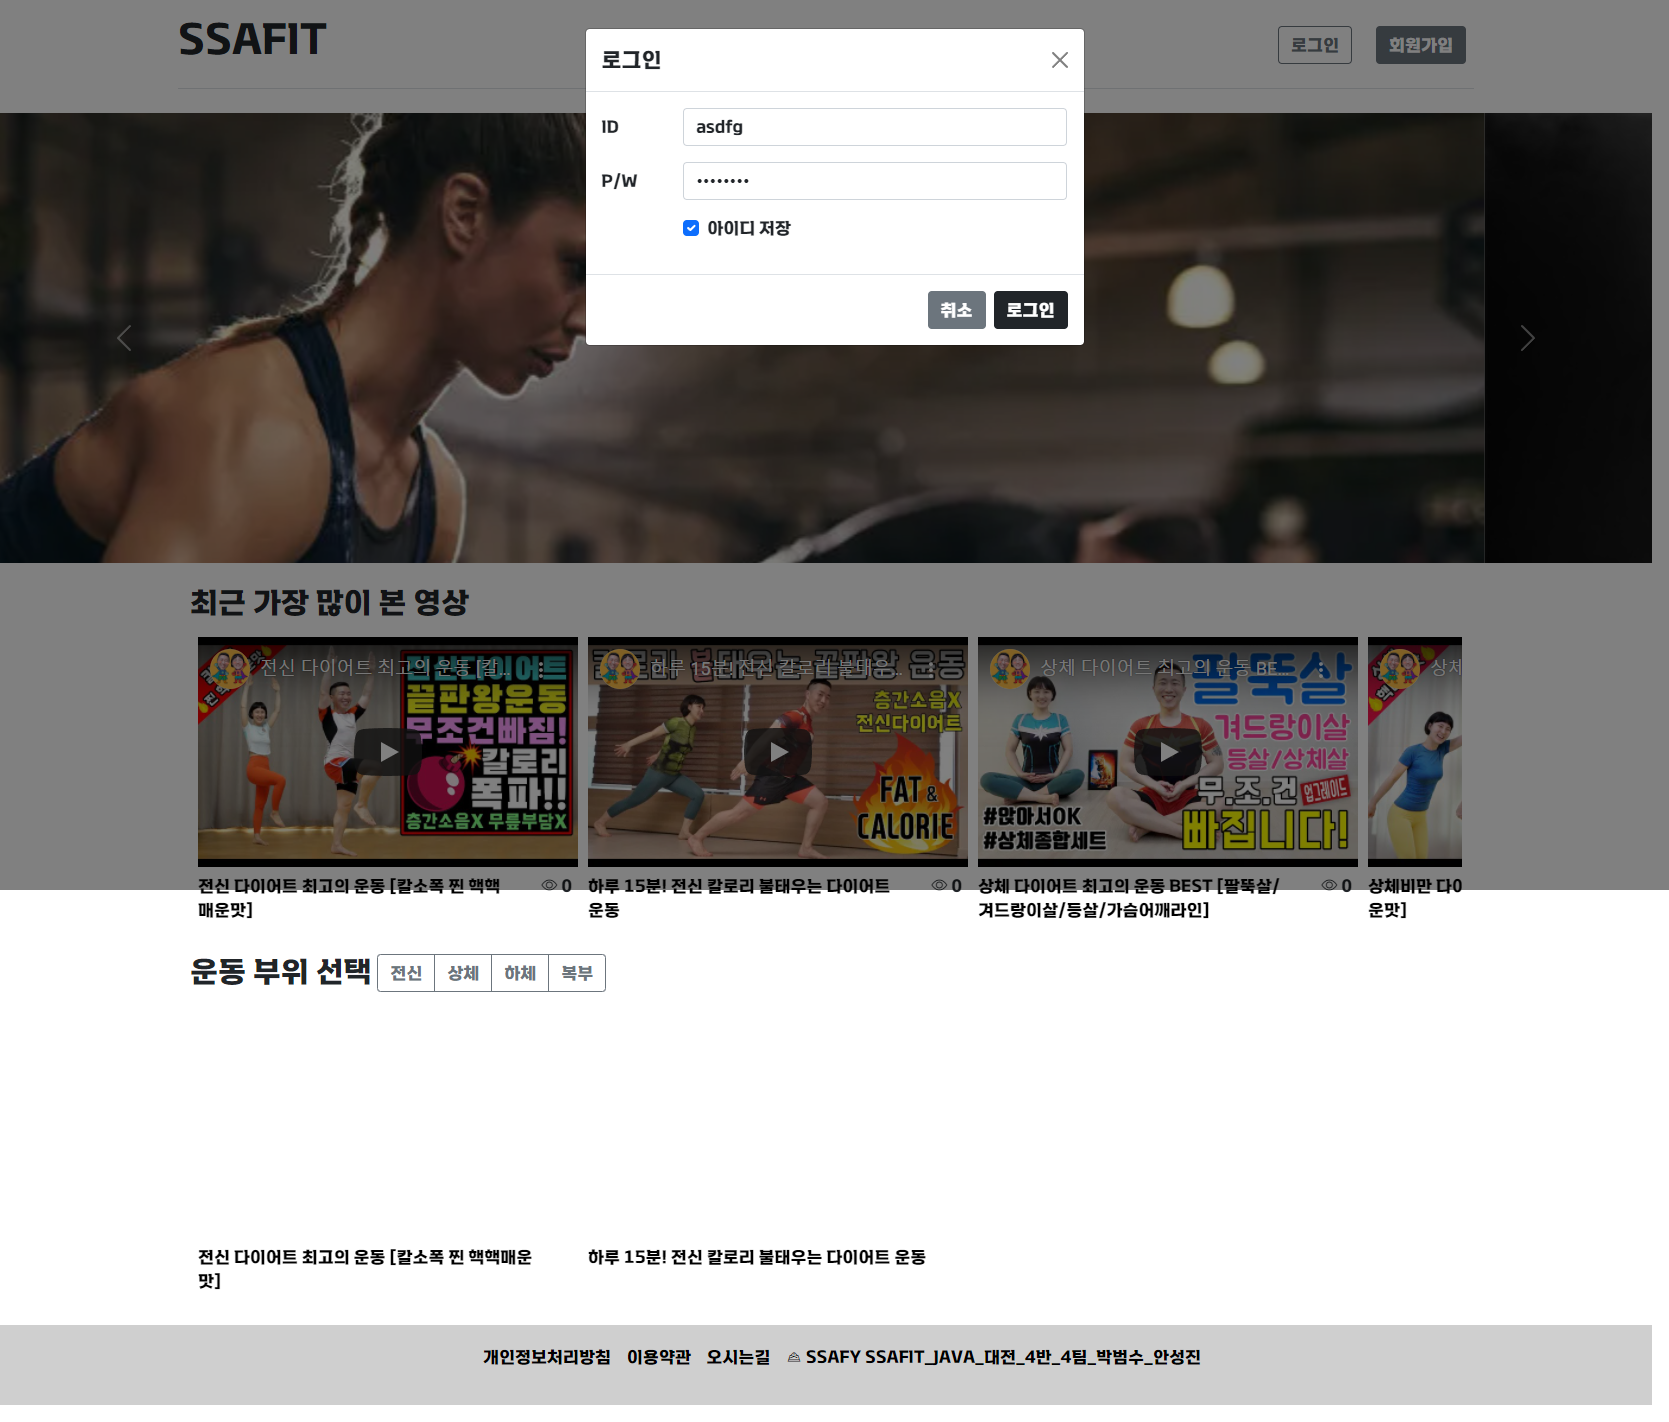 SSAFIT
로그인
회원가입
로그인
ID
asdfg
P/W
••••••••
아이디 저장
취소
로그인
최근 가장 많이 본 영상
전신 다이어트 최고의 운동 [칼...
전신다이어트
끝판왕운동
무조건빠짐!
칼로리
폭파!!
층간소음X 무릎부담X
하루 15분! 전신 칼로리 불태우...
층간소음X
전신다이어트
FAT &
CALORIE
상체 다이어트 최고의 운동 BE...
팔뚝살
겨드랑이살
등살/상체살
무.조.건 업그레이드
빠집니다!
#앉아서OK
#상체종합세트
상체
전신 다이어트 최고의 운동 [칼소폭 찐 핵핵
매운맛]
0
하루 15분! 전신 칼로리 불태우는 다이어트
운동
0
상체 다이어트 최고의 운동 BEST [팔뚝살/
겨드랑이살/등살/가슴어깨라인]
0
상체비만 다이
운맛]
운동 부위 선택
전신
상체
하체
복부
전신 다이어트 최고의 운동 [칼소폭 찐 핵핵매운
맛]
하루 15분! 전신 칼로리 불태우는 다이어트 운동
개인정보처리방침 이용약관 오시는길 SSAFY SSAFIT_JAVA_대전_4반_4팀_박범수_안성진